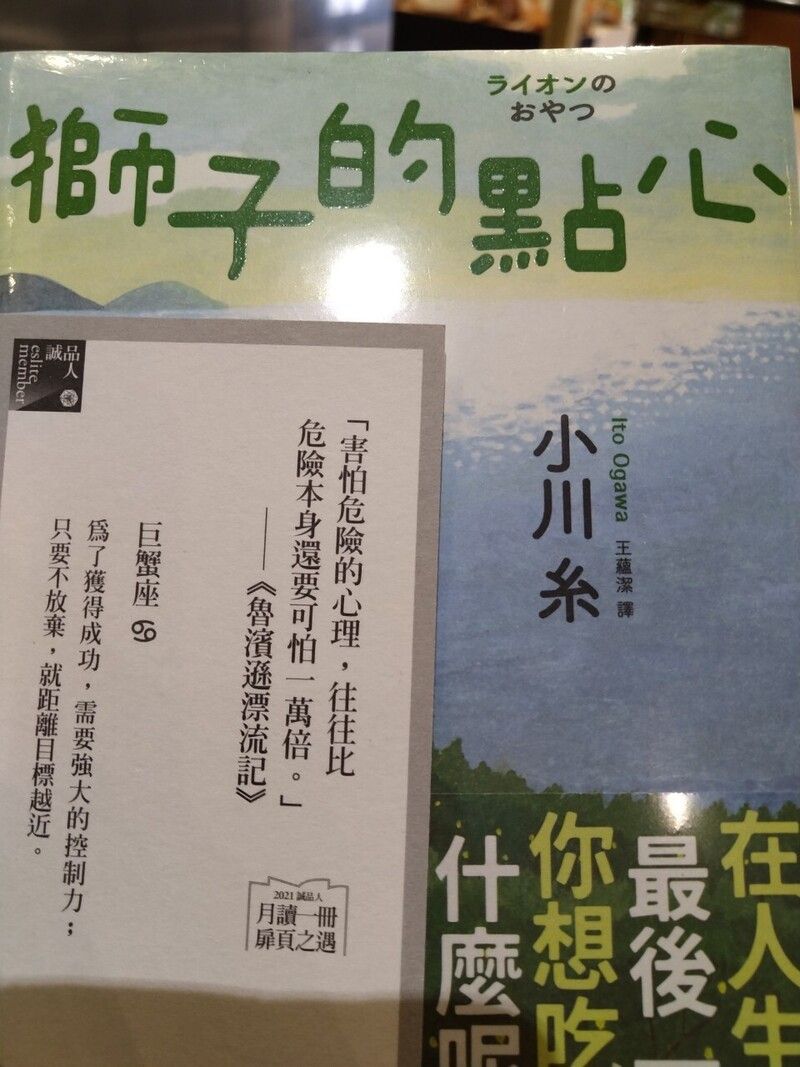 ライオンの
おやつ
獅子的點心
小川糸
Ito Ogawa
王蘊潔 譯
誠品人
eslite
member
「害怕危險的心理，往往比
危險本身還要可怕一萬倍。」
——《魯濱遜漂流記》
巨蟹座 ♋
為了獲得成功，需要強大的控制力；
只要不放棄，就距離目標越近。
2021 誠品人
月讀一冊
扉頁之遇
在人生
最後一
你想吃
什麼呢